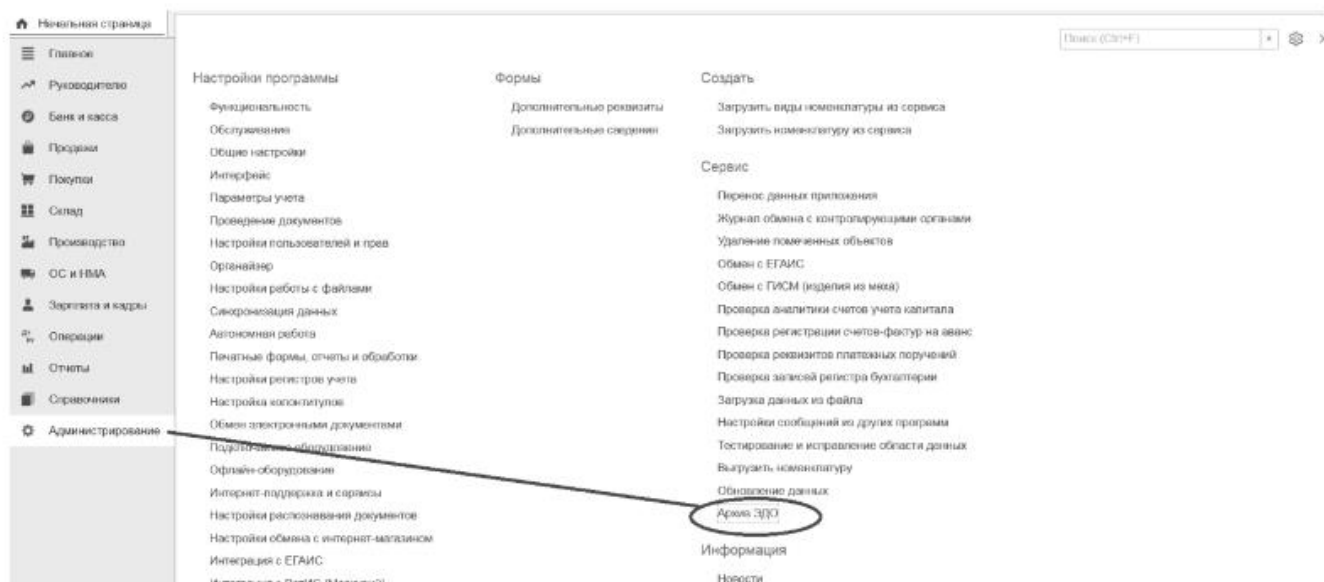 Начальная страница
Поиск (Ctrl+F)
Главное
Руководителю
Банк и касса
Продажи
Покупки
Склад
Производство
ОС и НМА
Зарплата и кадры
Операции
Отчеты
Справочники
Администрирование
Настройки программы
Функциональность
Обслуживание
Общие настройки
Интерфейс
Параметры учета
Проведение документов
Настройки пользователей и прав
Органайзер
Настройки работы с файлами
Синхронизация данных
Автономная работа
Печатные формы, отчеты и обработки
Настройки регистров учета
Настройка колонтитулов
Обмен электронными документами
Подключаемое оборудование
Офлайн-оборудование
Интернет-поддержка и сервисы
Настройки распознавания документов
Настройки обмена с интернет-магазином
Интеграция с ЕГАИС
Формы
Дополнительные реквизиты
Дополнительные сведения
Создать
Загрузить виды номенклатуры из сервиса
Загрузить номенклатуру из сервиса
Сервис
Перенос данных приложения
Журнал обмена с контролирующими органами
Удаление помеченных объектов
Обмен с ЕГАИС
Обмен с ГИСМ (изделия из меха)
Проверка аналитики счетов учета капитала
Проверка регистрации счетов-фактур на аванс
Проверка реквизитов платежных поручений
Проверка записей регистра бухгалтерии
Загрузка данных из файла
Настройки сообщений из других программ
Тестирование и исправление области данных
Выгрузить номенклатуру
Обновление данных
Архив ЭДО
Информация
Новости